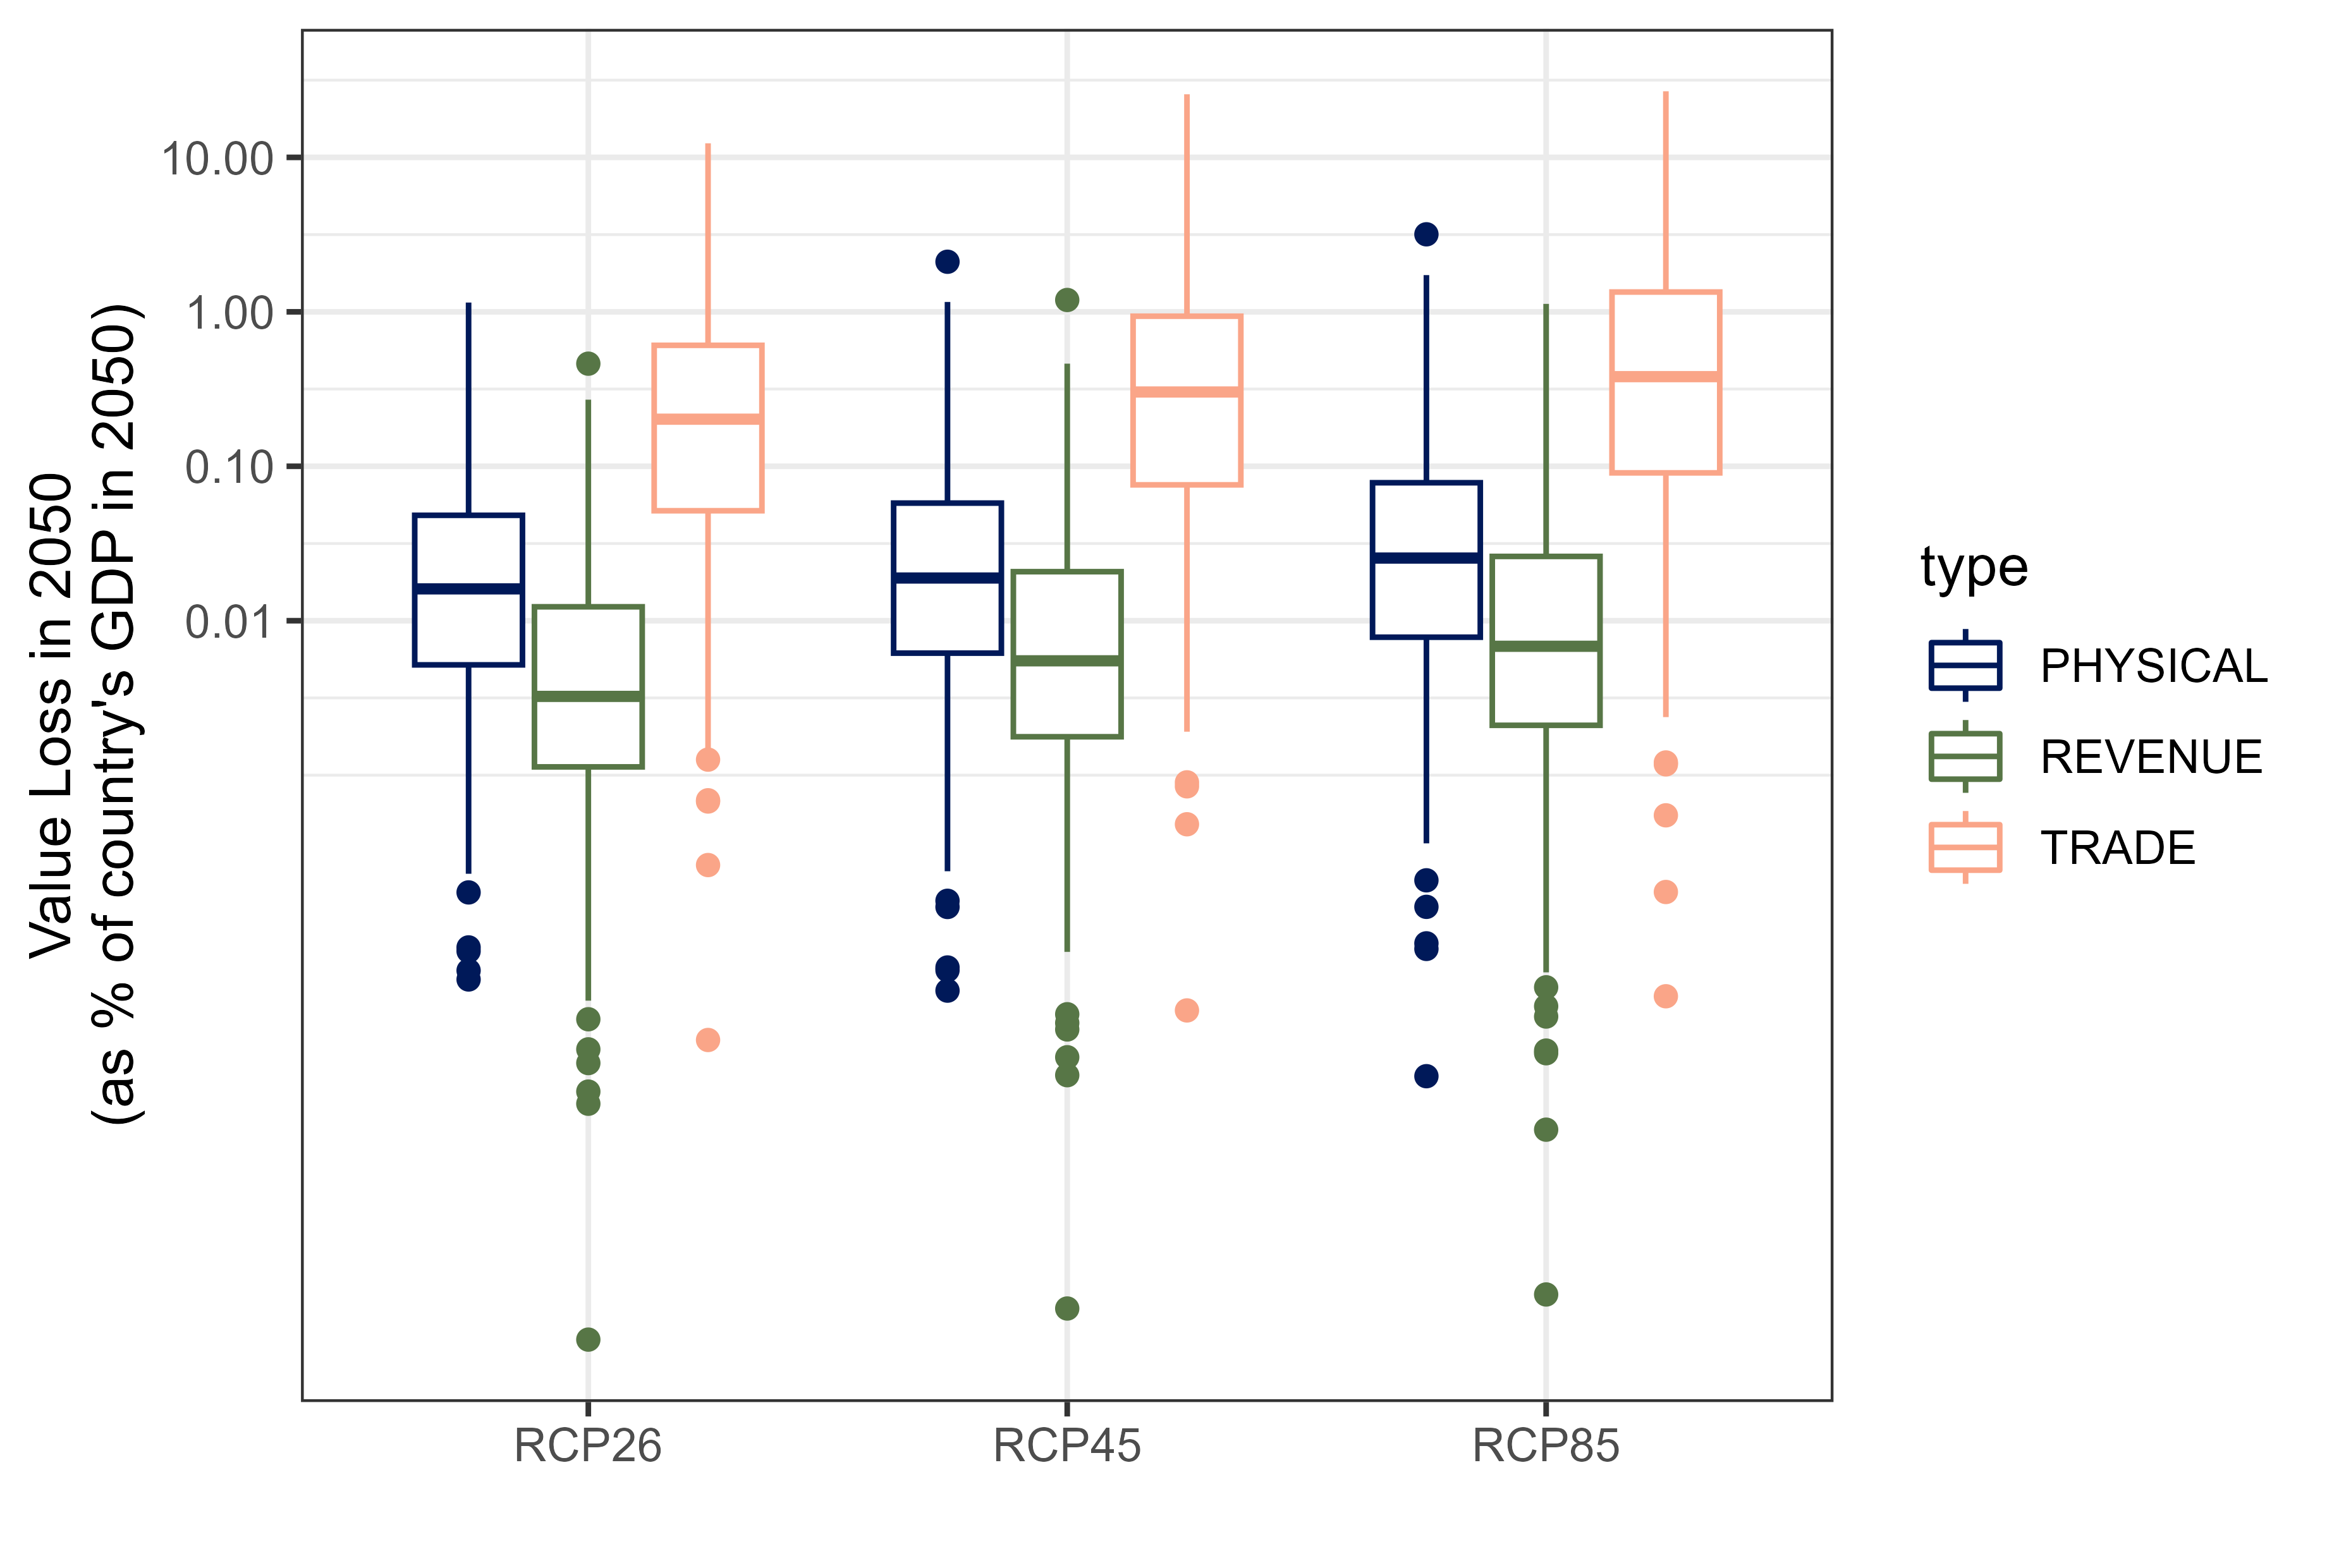 Value Loss in 2050
(as % of country's GDP in 2050)
10.00
1.00
0.10
0.01
RCP26
RCP45
RCP85
type
PHYSICAL
REVENUE
TRADE